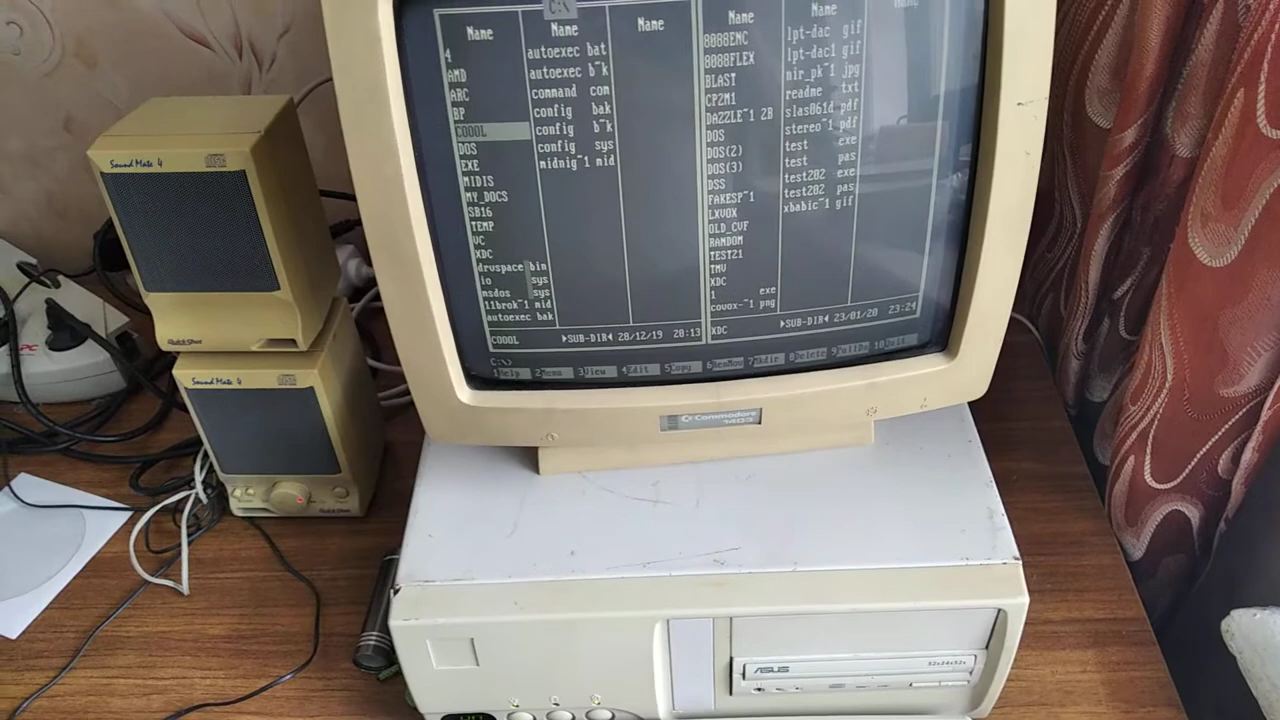 C:\
Name Name Name
4
AMD
ARC
BP
COOOL
DOS
EXE
MIDIS
MY_DOCS
SB16
TEMP
VC
XDC
drvspace bin
io sys
msdos sys
autoexec bak
autoexec bat
autoexec b~k
command com
config bak
config b~k
config sys
midnig~1 mid
COOOL ►SUB-DIR◄ 28/12/19 20:13
Name Name Name
8088ENC
8088FLEX
BLAST
CP2M1
DAZZLE~1 2B
DOS
DOS(2)
DOS(3)
DSS
FAKESP~1
LXVOX
OLD_CVF
RANDOM
TEST21
TMV
XDC
1 exe
covox-~1 png
lpt-dac gif
lpt-dac1 gif
nir_pk~1 jpg
readme txt
slas061d pdf
stereo~1 pdf
test exe
test pas
test202 exe
test202 pas
xbabic~1 gif
XDC ►SUB-DIR◄ 23/01/20 23:24
C:\>
1Help 2Menu 3View 4Edit 5Copy 6RenMov 7Mkdir 8Delete 9PullDn 10Quit
Sound Mate 4
QuickShot
Sound Mate 4
QuickShot
PC
Commodore
1403
ASUS 52x24x52x